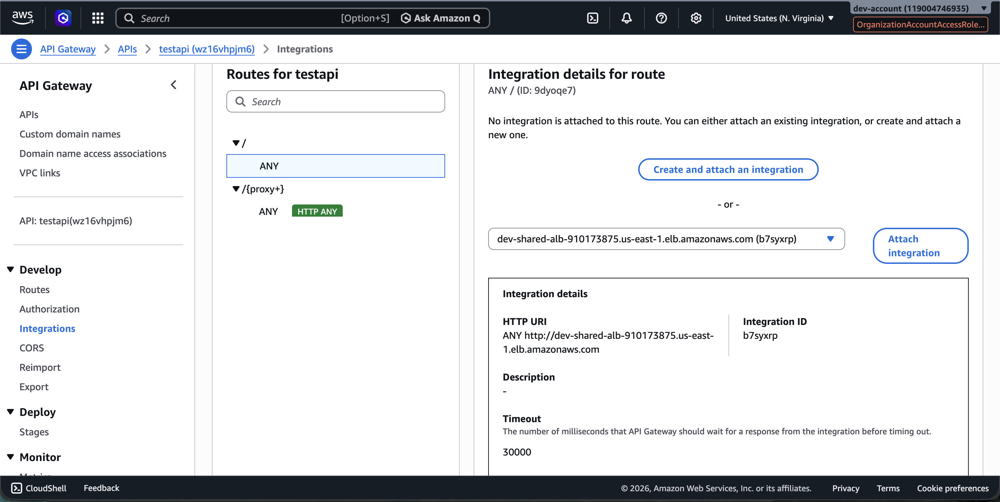 aws
Search
[Option+S]
Ask Amazon Q
United States (N. Virginia)
dev-account (119004746935)
OrganizationAccountAccessRole...
API Gateway
APIs
testapi (wz16vhpjm6)
Integrations
API Gateway
APIs
Custom domain names
Domain name access associations
VPC links
API: testapi(wz16vhpjm6)
Develop
Routes
Authorization
Integrations
CORS
Reimport
Export
Deploy
Stages
Monitor
Metrics
Routes for testapi
Search
/
ANY
/{proxy+}
ANY HTTP ANY
Integration details for route
ANY / (ID: 9dyoqe7)
No integration is attached to this route. You can either attach an existing integration, or create and attach a
new one.
Create and attach an integration
- or -
dev-shared-alb-910173875.us-east-1.elb.amazonaws.com (b7syxrp)
Attach
integration
Integration details
HTTP URI
ANY http://dev-shared-alb-910173875.us-east-
1.elb.amazonaws.com
Integration ID
b7syxrp
Description
-
Timeout
The number of milliseconds that API Gateway should wait for a response from the integration before timing out.
30000
CloudShell
Feedback
© 2026, Amazon Web Services, Inc. or its affiliates.
Privacy
Terms
Cookie preferences